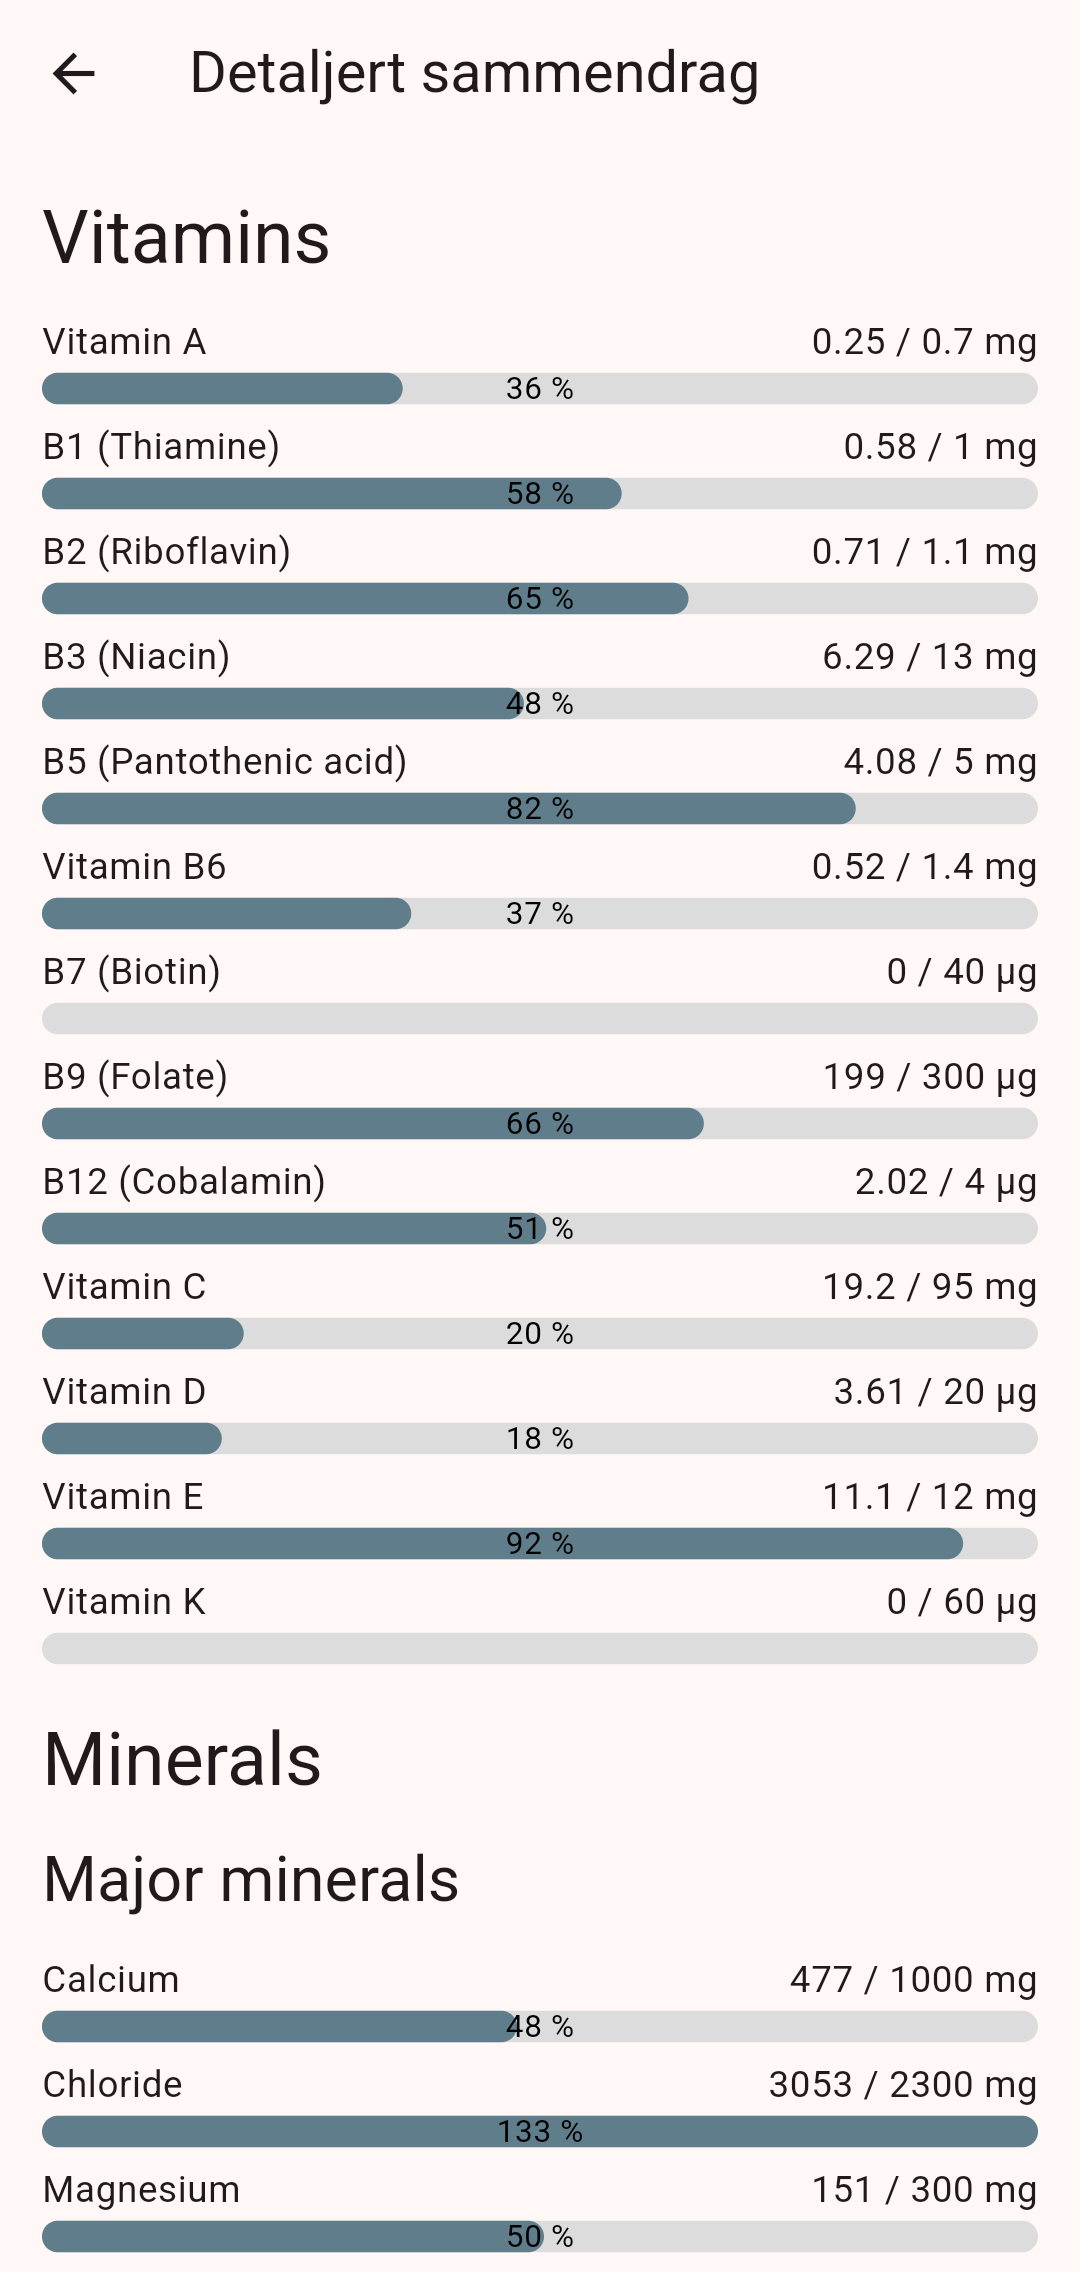 Detaljert sammendrag
Vitamins
Vitamin A 0.25 / 0.7 mg
36 %
B1 (Thiamine) 0.58 / 1 mg
58 %
B2 (Riboflavin) 0.71 / 1.1 mg
65 %
B3 (Niacin) 6.29 / 13 mg
48 %
B5 (Pantothenic acid) 4.08 / 5 mg
82 %
Vitamin B6 0.52 / 1.4 mg
37 %
B7 (Biotin) 0 / 40 µg
B9 (Folate) 199 / 300 µg
66 %
B12 (Cobalamin) 2.02 / 4 µg
51 %
Vitamin C 19.2 / 95 mg
20 %
Vitamin D 3.61 / 20 µg
18 %
Vitamin E 11.1 / 12 mg
92 %
Vitamin K 0 / 60 µg
Minerals
Major minerals
Calcium 477 / 1000 mg
48 %
Chloride 3053 / 2300 mg
133 %
Magnesium 151 / 300 mg
50 %